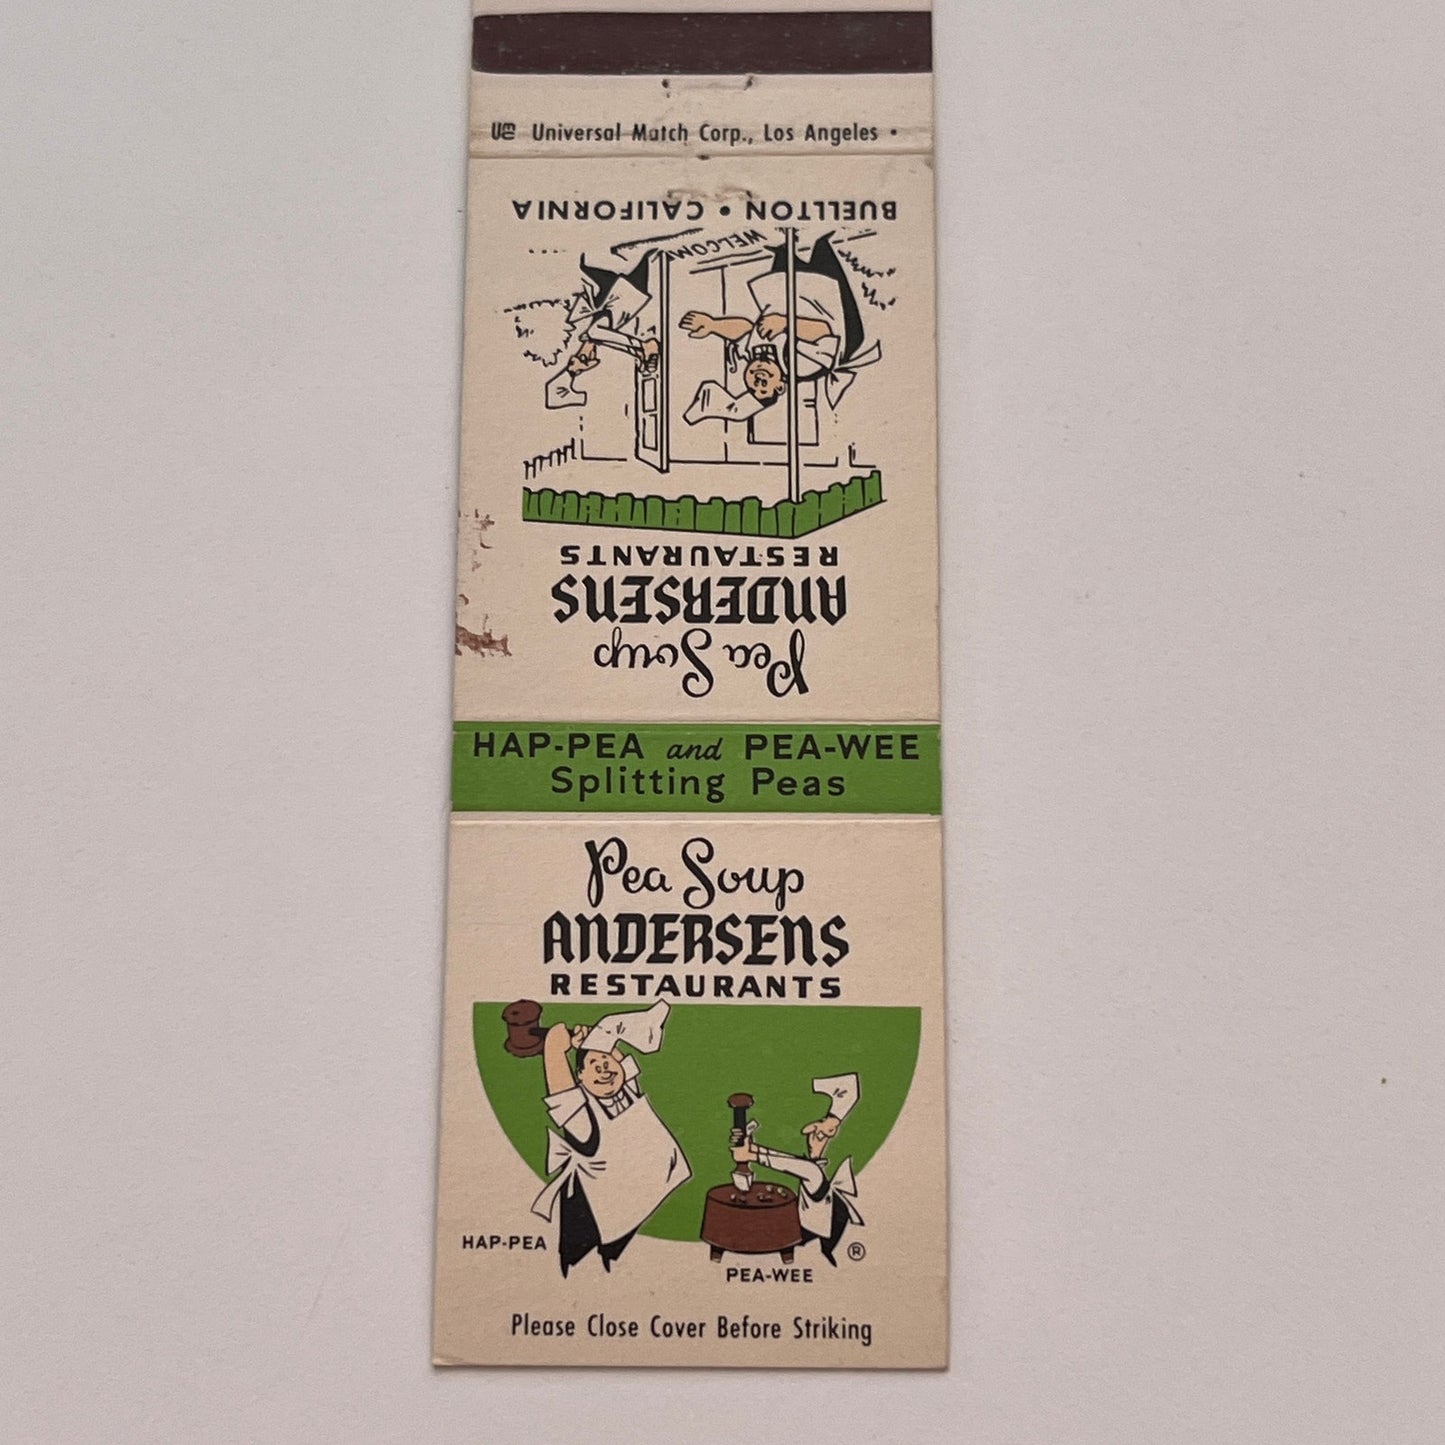 UMC Universal Match Corp., Los Angeles •
Pea Soup
ANDERSENS
RESTAURANTS
WELCOME
BUELLTON • CALIFORNIA
HAP-PEA and PEA-WEE
Splitting Peas
Pea Soup
ANDERSENS
RESTAURANTS
HAP-PEA
PEA-WEE
®
Please Close Cover Before Striking